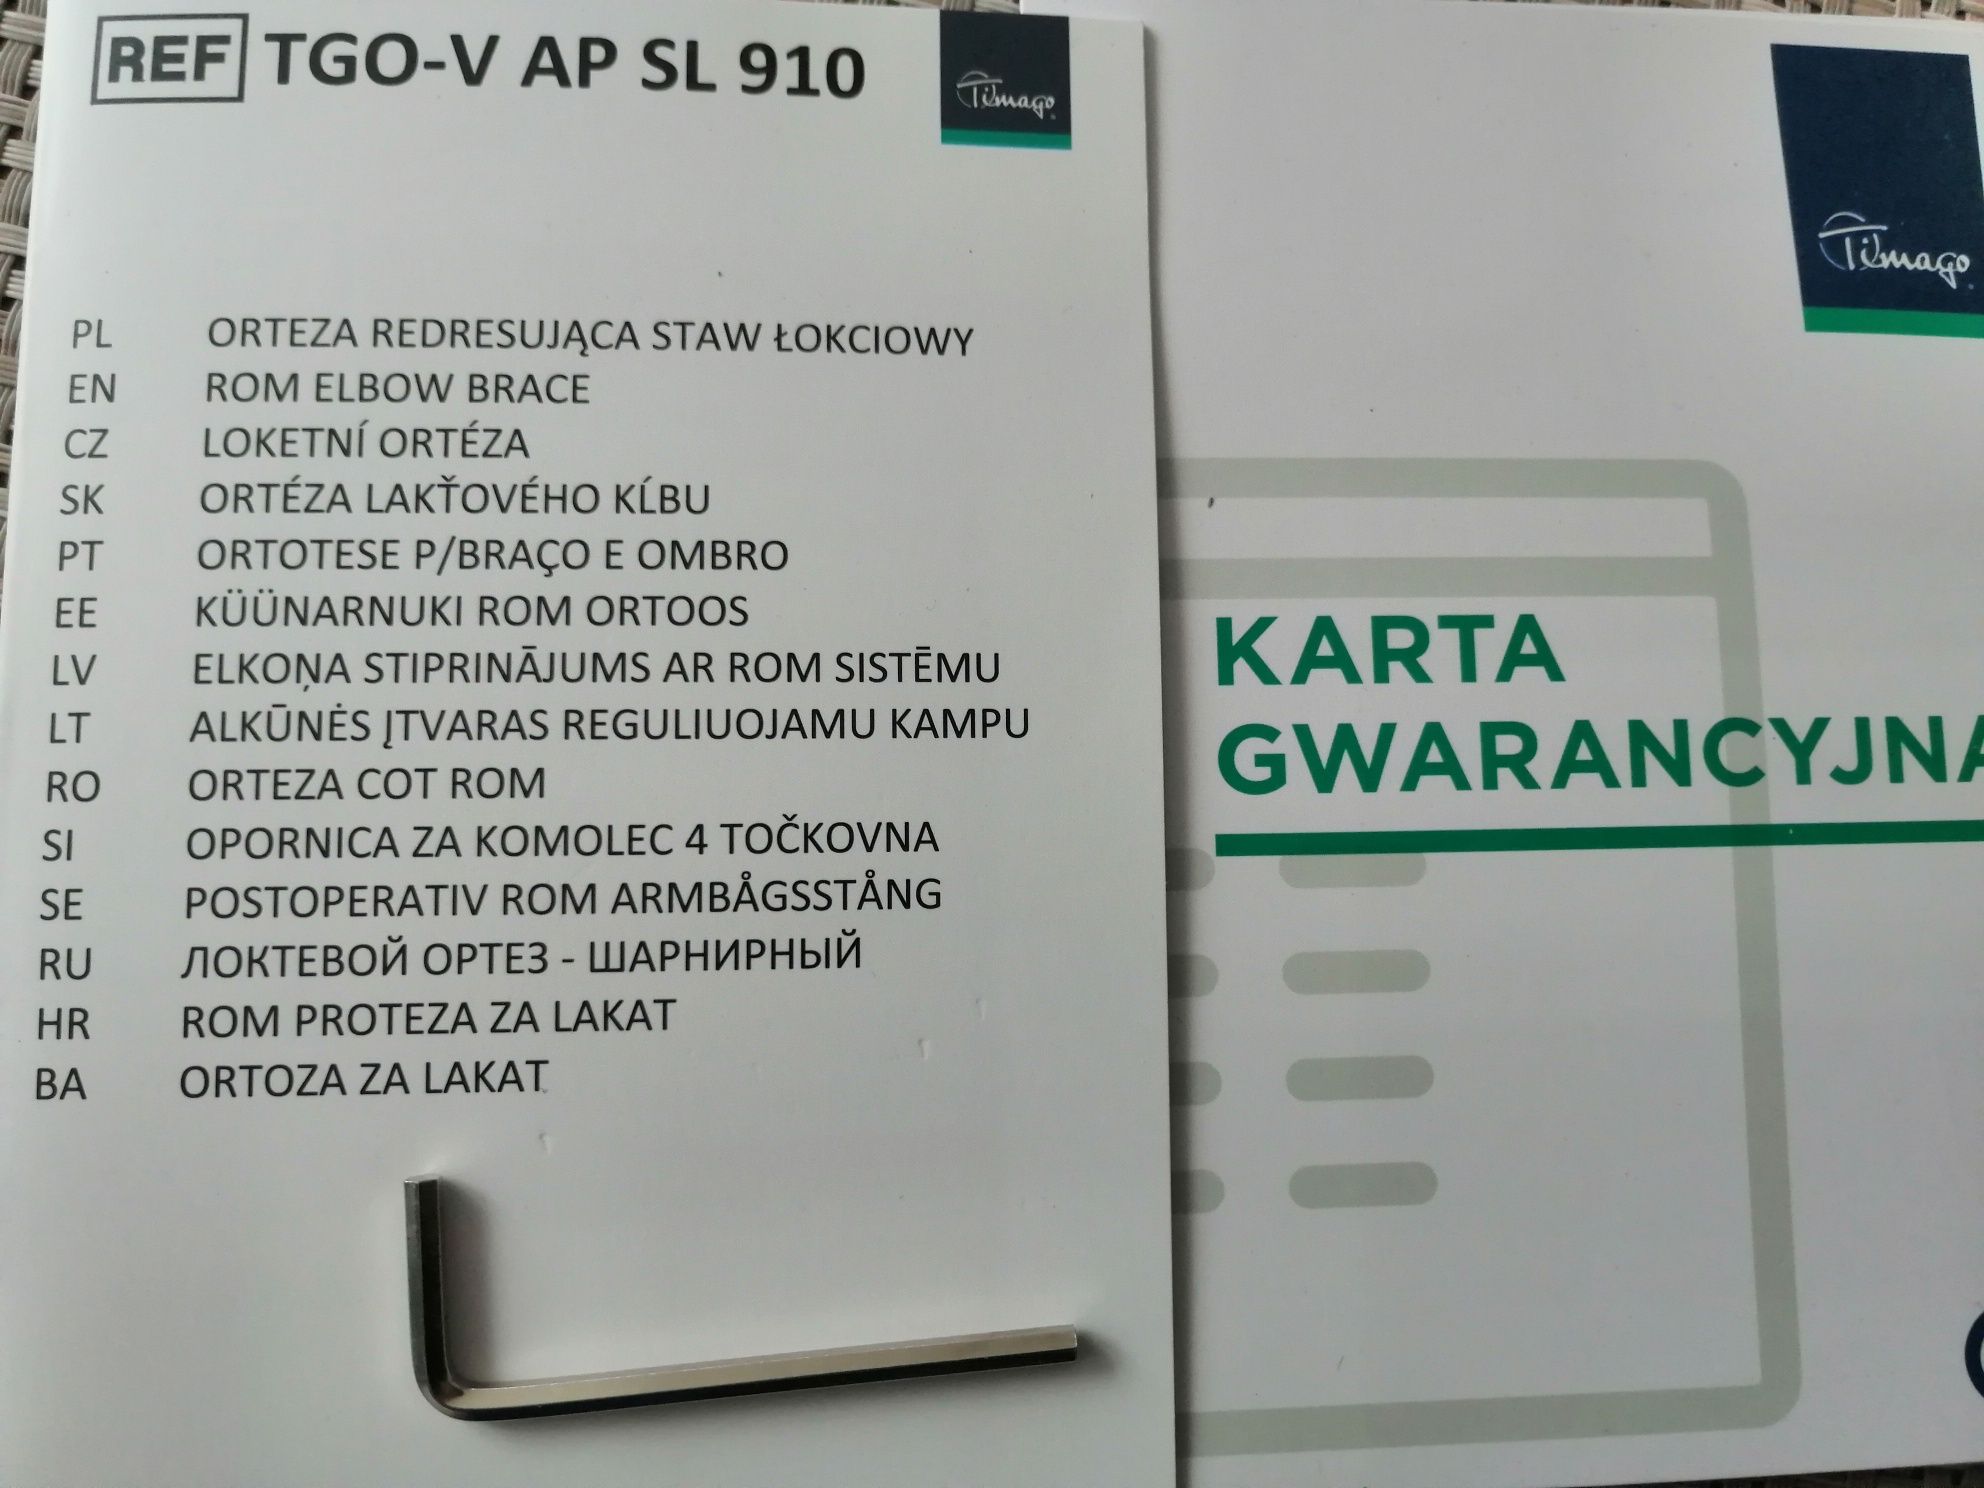 REF TGO-V AP SL 910
Tilmago
PL ORTEZA REDRESUJĄCA STAW ŁOKCIOWY
EN ROM ELBOW BRACE
CZ LOKETNÍ ORTÉZA
SK ORTÉZA LAKŤOVÉHO KĹBU
PT ORTOTESE P/BRAÇO E OMBRO
EE KÜÜNARNUKI ROM ORTOOS
LV ELKOŅA STIPRINĀJUMS AR ROM SISTĒMU
LT ALKŪNĖS ĮTVARAS REGULIUOJAMU KAMPU
RO ORTEZA COT ROM
SI OPORNICA ZA KOMOLEC 4 TOČKOVNA
SE POSTOPERATIV ROM ARMBÅGSSTÅNG
RU ЛОКТЕВОЙ ОРТЕЗ - ШАРНИРНЫЙ
HR ROM PROTEZA ZA LAKAT
BA ORTOZA ZA LAKAT
Tilmago
KARTA
GWARANCYJNA